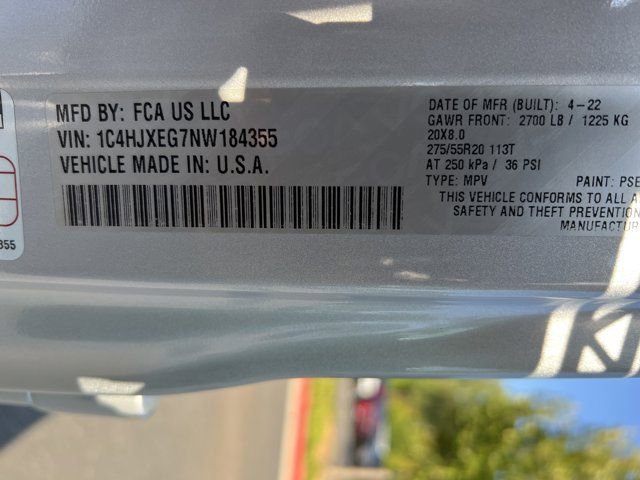 MFD BY: FCA US LLC
VIN: 1C4HJXEG7NW184355
VEHICLE MADE IN: U.S.A.
DATE OF MFR (BUILT): 4-22
GAWR FRONT: 2700 LB / 1225 KG
20X8.0
275/55R20 113T
AT 250 kPa / 36 PSI
TYPE: MPV PAINT: PSE
THIS VEHICLE CONFORMS TO ALL A
SAFETY AND THEFT PREVENTION
MANUFACTUR
355